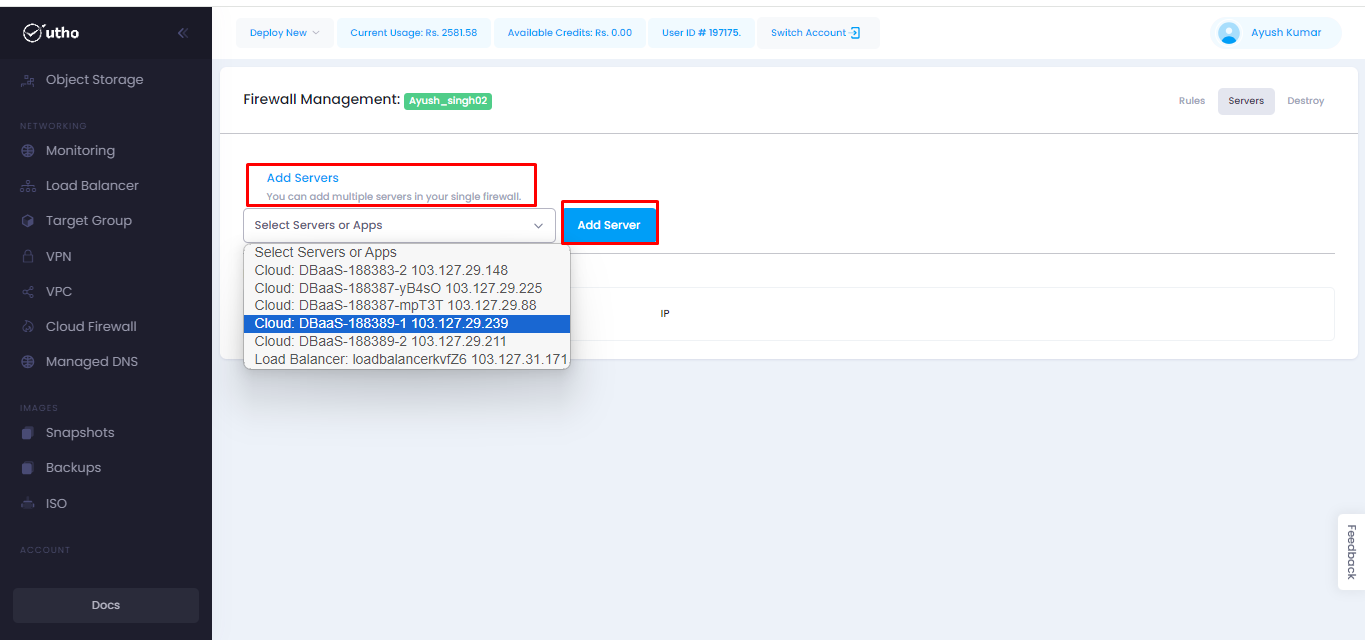 utho
Deploy New
Current Usage: Rs. 2581.58
Available Credits: Rs. 0.00
User ID # 197175.
Switch Account
Ayush Kumar
Object Storage
NETWORKING
Monitoring
Load Balancer
Target Group
VPN
VPC
Cloud Firewall
Managed DNS
IMAGES
Snapshots
Backups
ISO
ACCOUNT
Docs
Firewall Management: Ayush_singh02
Rules
Servers
Destroy
Add Servers
You can add multiple servers in your single firewall.
Select Servers or Apps
Add Server
Select Servers or Apps
Cloud: DBaaS-188383-2 103.127.29.148
Cloud: DBaaS-188387-yB4sO 103.127.29.225
Cloud: DBaaS-188387-mpT3T 103.127.29.88
Cloud: DBaaS-188389-1 103.127.29.239
Cloud: DBaaS-188389-2 103.127.29.211
Load Balancer: loadbalancerkvfZ6 103.127.31.171
IP
Feedback